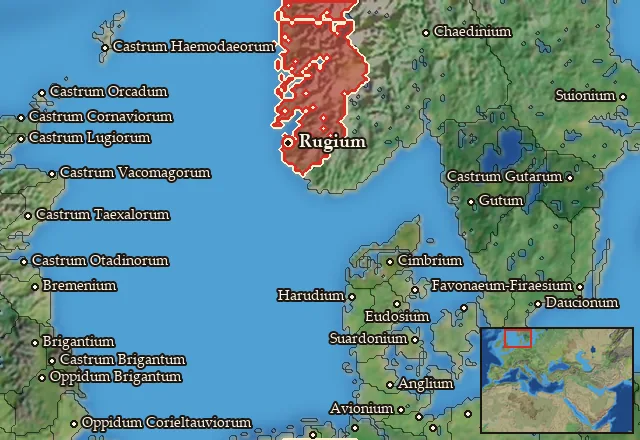 Chaedinium
Castrum Haemodaeorum
Castrum Orcadum
Suionium
Castrum Cornaviorum
Castrum Lugiorum
Rugium
Castrum Vacomagorum
Castrum Gutarum
Gutum
Castrum Taexalorum
Castrum Otadinorum
Cimbrium
Bremenium
Favonaeum-Firaesium
Harudium
Daucionum
Eudosium
Brigantium
Suardonium
Castrum Brigantum
Oppidum Brigantum
Anglium
Avionium
Oppidum Corieltauviorum